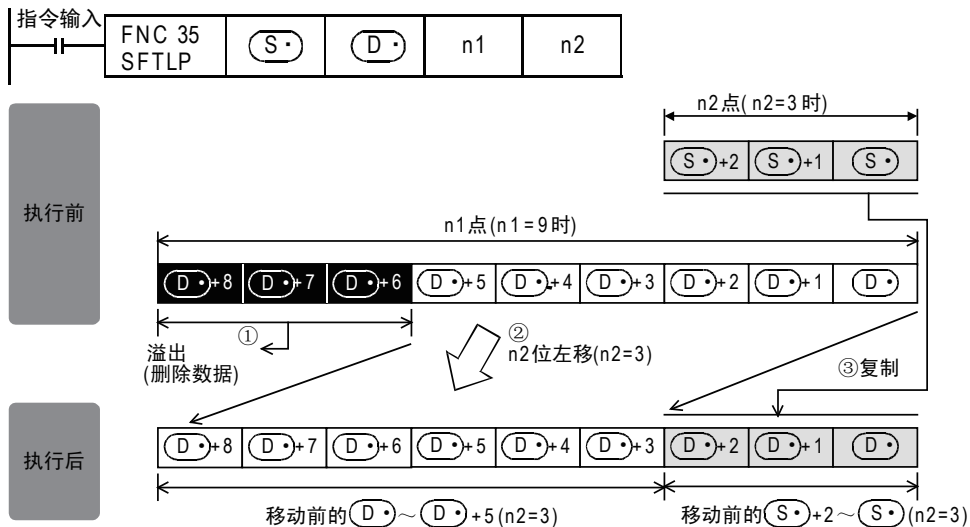 指令输入
FNC 35 SFTLP S· D· n1 n2
n2点(n2=3时)
S·+2 S·+1 S·
执行前
n1点(n1=9时)
D·+8 D·+7 D·+6 D·+5 D·+4 D·+3 D·+2 D·+1 D·
①
溢出
(删除数据)
②
n2位左移(n2=3)
③复制
执行后
D·+8 D·+7 D·+6 D·+5 D·+4 D·+3 D·+2 D·+1 D·
移动前的D·～D·+5(n2=3)
移动前的S·+2～S·(n2=3)